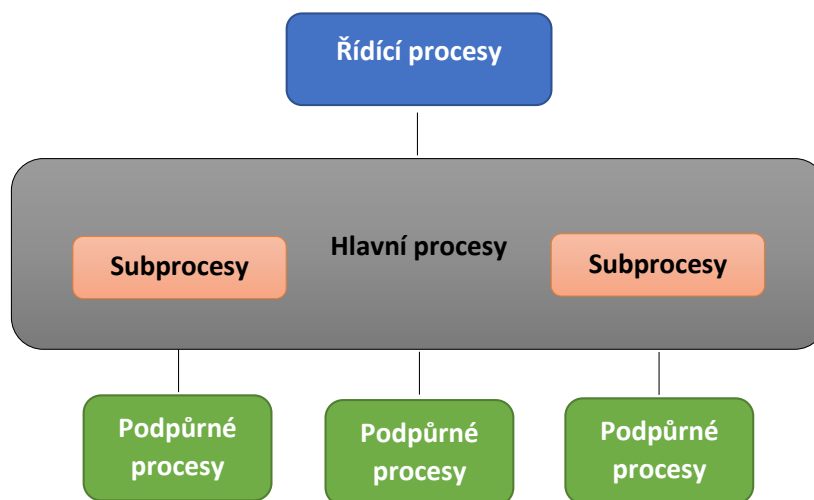 Řídící procesy
Hlavní procesy
Subprocesy
Subprocesy
Podpůrné
procesy
Podpůrné
procesy
Podpůrné
procesy